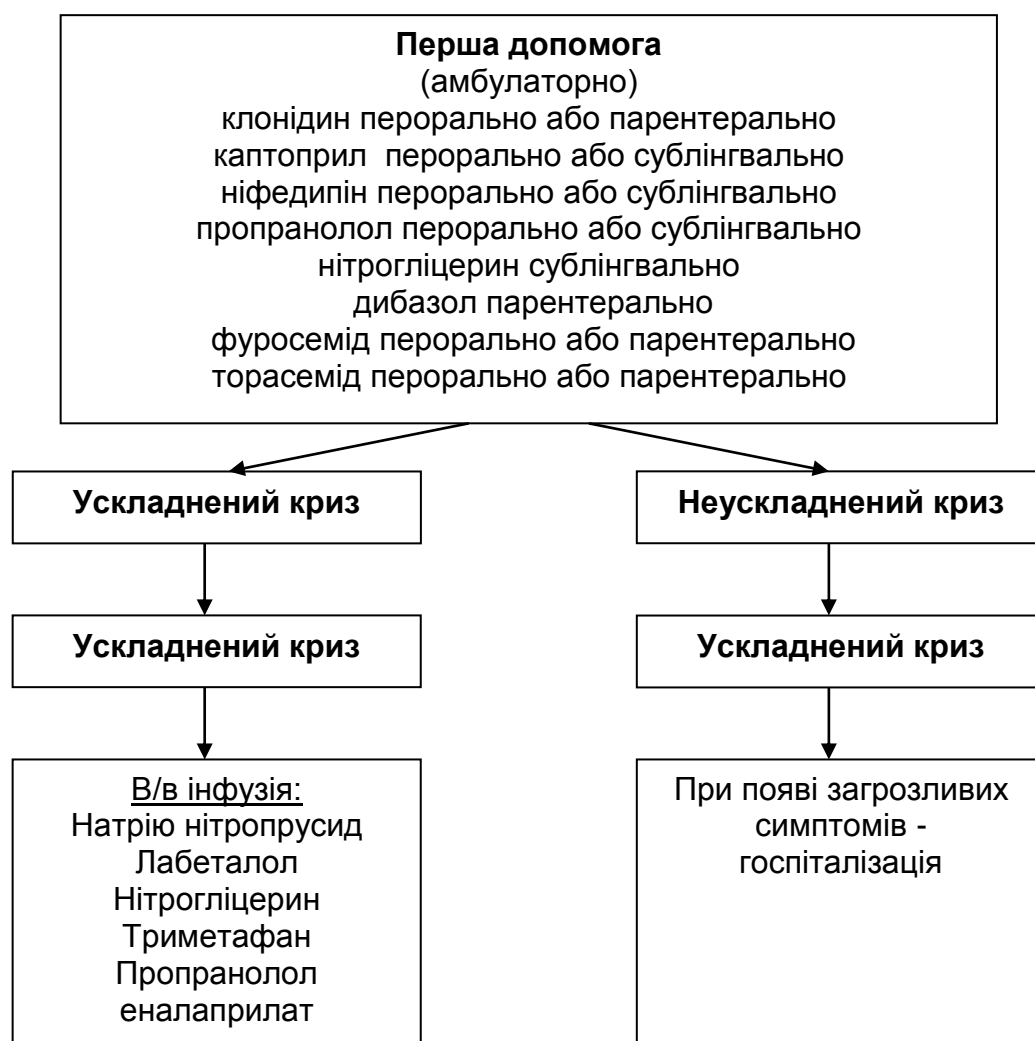 Перша допомога
(амбулаторно)
клонідин перорально або парентерально
каптоприл перорально або сублінгвально
ніфедипін перорально або сублінгвально
пропранолол перорально або сублінгвально
нітрогліцерин сублінгвально
дибазол парентерально
фуросемід перорально або парентерально
торасемід перорально або парентерально
Ускладнений криз
Неускладнений криз
Ускладнений криз
Ускладнений криз
В/в інфузія:
Натрію нітропрусид
Лабеталол
Нітрогліцерин
Триметафан
Пропранолол
еналаприлат
При появі загрозливих
симптомів -
госпіталізація